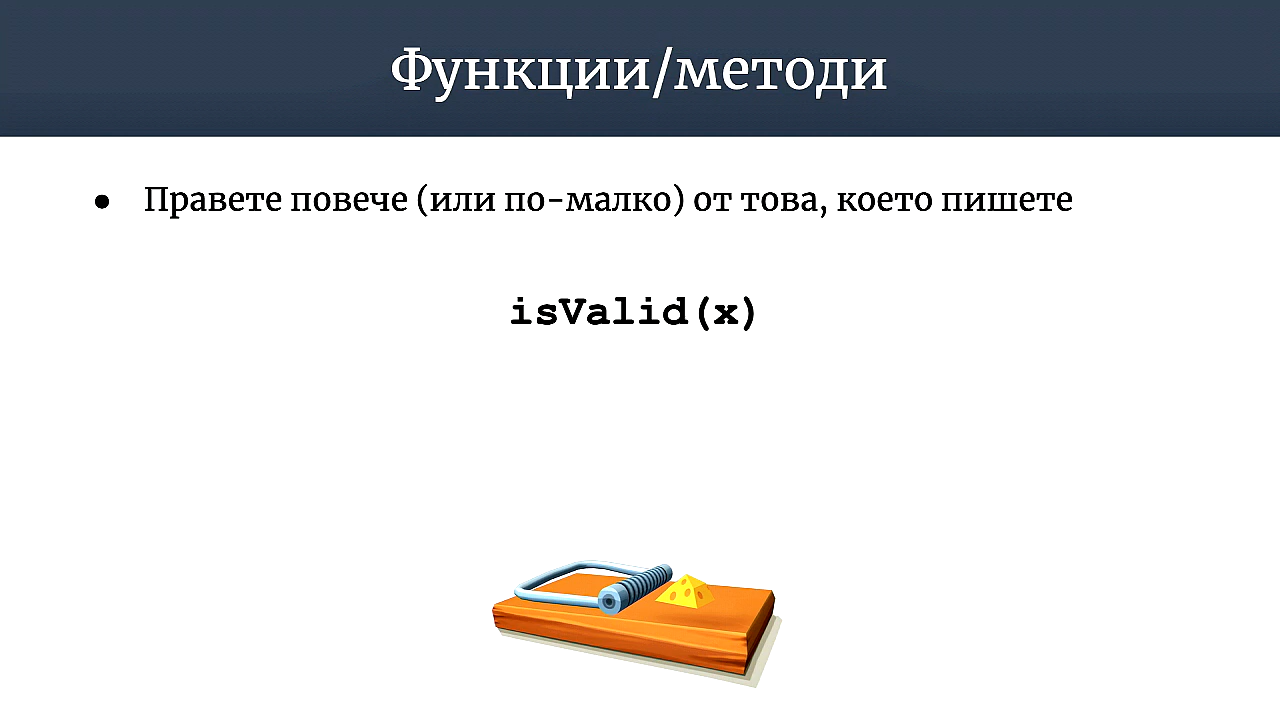 Функции/методи
● Правете повече (или по-малко) от това, което пишете
isValid(x)